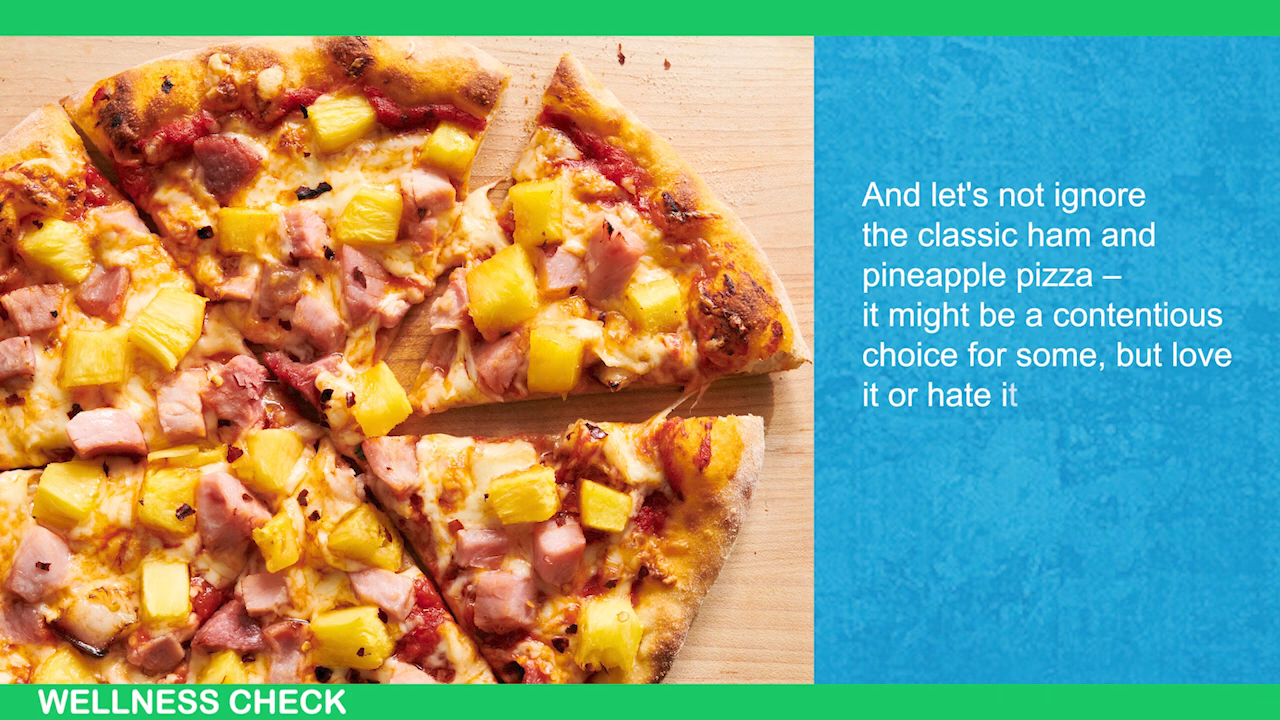 And let's not ignore
the classic ham and
pineapple pizza –
it might be a contentious
choice for some, but love
it or hate it
WELLNESS CHECK